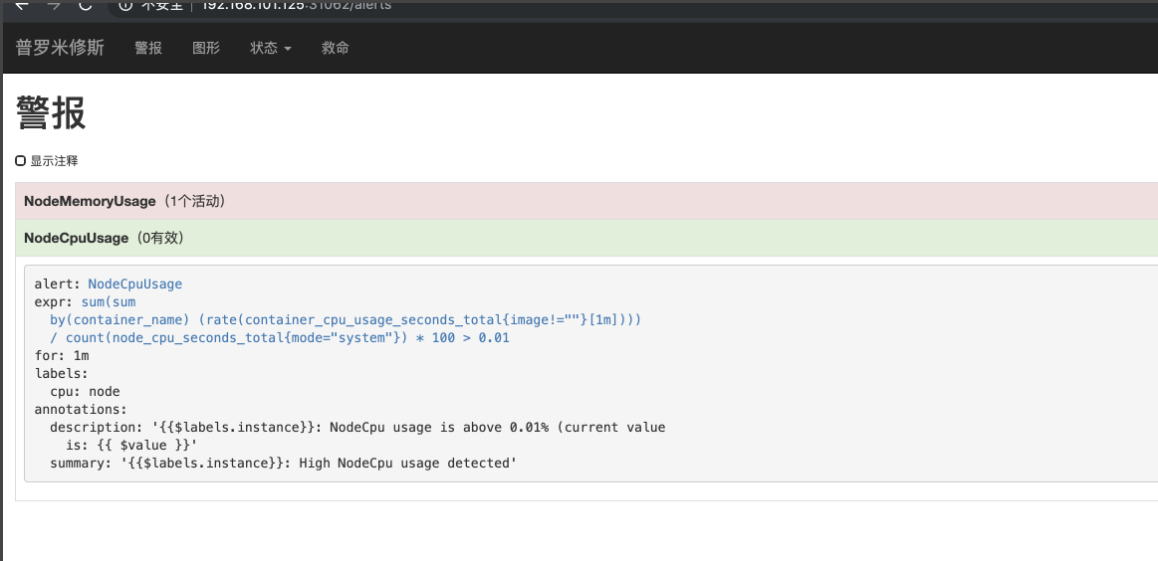 不安全 | 192.168.101.125:31062/alerts
普罗米修斯 警报 图形 状态 救命
警报
显示注释
NodeMemoryUsage（1个活动）
NodeCpuUsage（0有效）
alert: NodeCpuUsage
expr: sum(sum
by(container_name) (rate(container_cpu_usage_seconds_total{image!=""}[1m])))
/ count(node_cpu_seconds_total{mode="system"}) * 100 > 0.01
for: 1m
labels:
cpu: node
annotations:
description: '{{$labels.instance}}: NodeCpu usage is above 0.01% (current value
is: {{ $value }}'
summary: '{{$labels.instance}}: High NodeCpu usage detected'